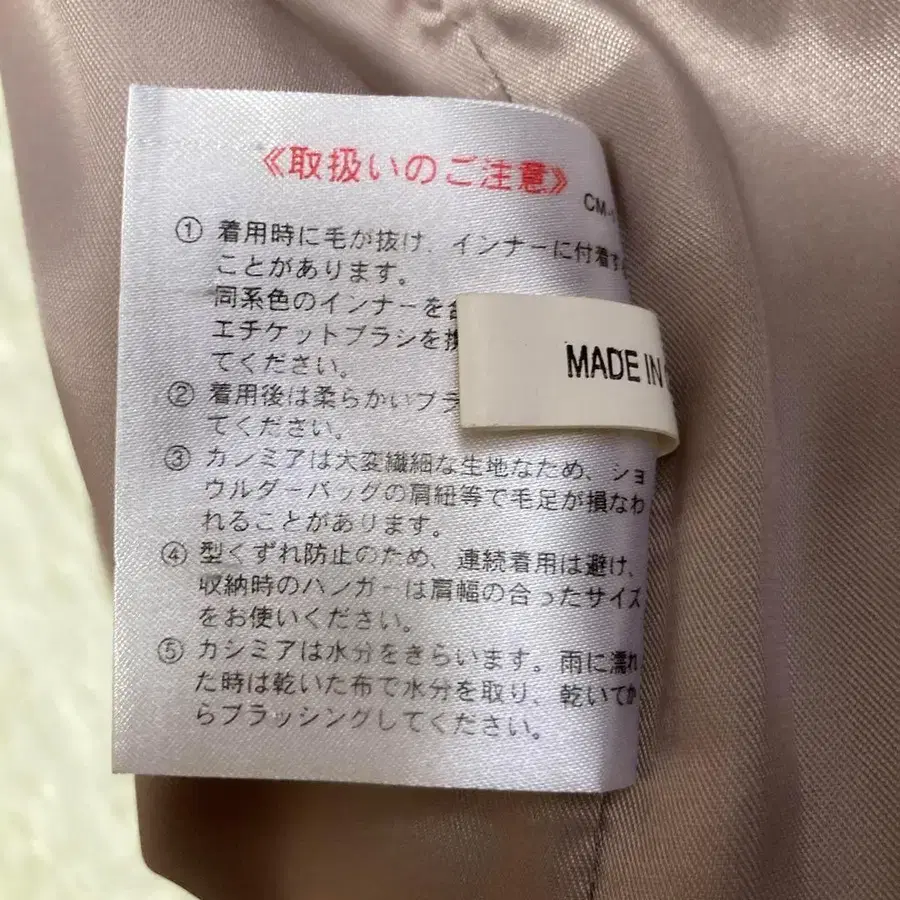 《取扱いのご注意》
CM-
① 着用時に毛が抜け、インナーに付着す
ことがあります。
同系色のインナーを
エチケットブラシを携
てください。
MADE IN
② 着用後は柔らかいブラ
てください。
③ カシミアは大変繊細な生地なため、ショ
ウルダーバッグの肩紐等で毛足が損なわ
れることがあります。
④ 型くずれ防止のため、連続着用は避け、
収納時のハンガーは肩幅の合ったサイズ
をお使いください。
⑤ カシミアは水分をきらいます。雨に濡れ
た時は乾いた布で水分を取り、乾いてか
らブラッシングしてください。